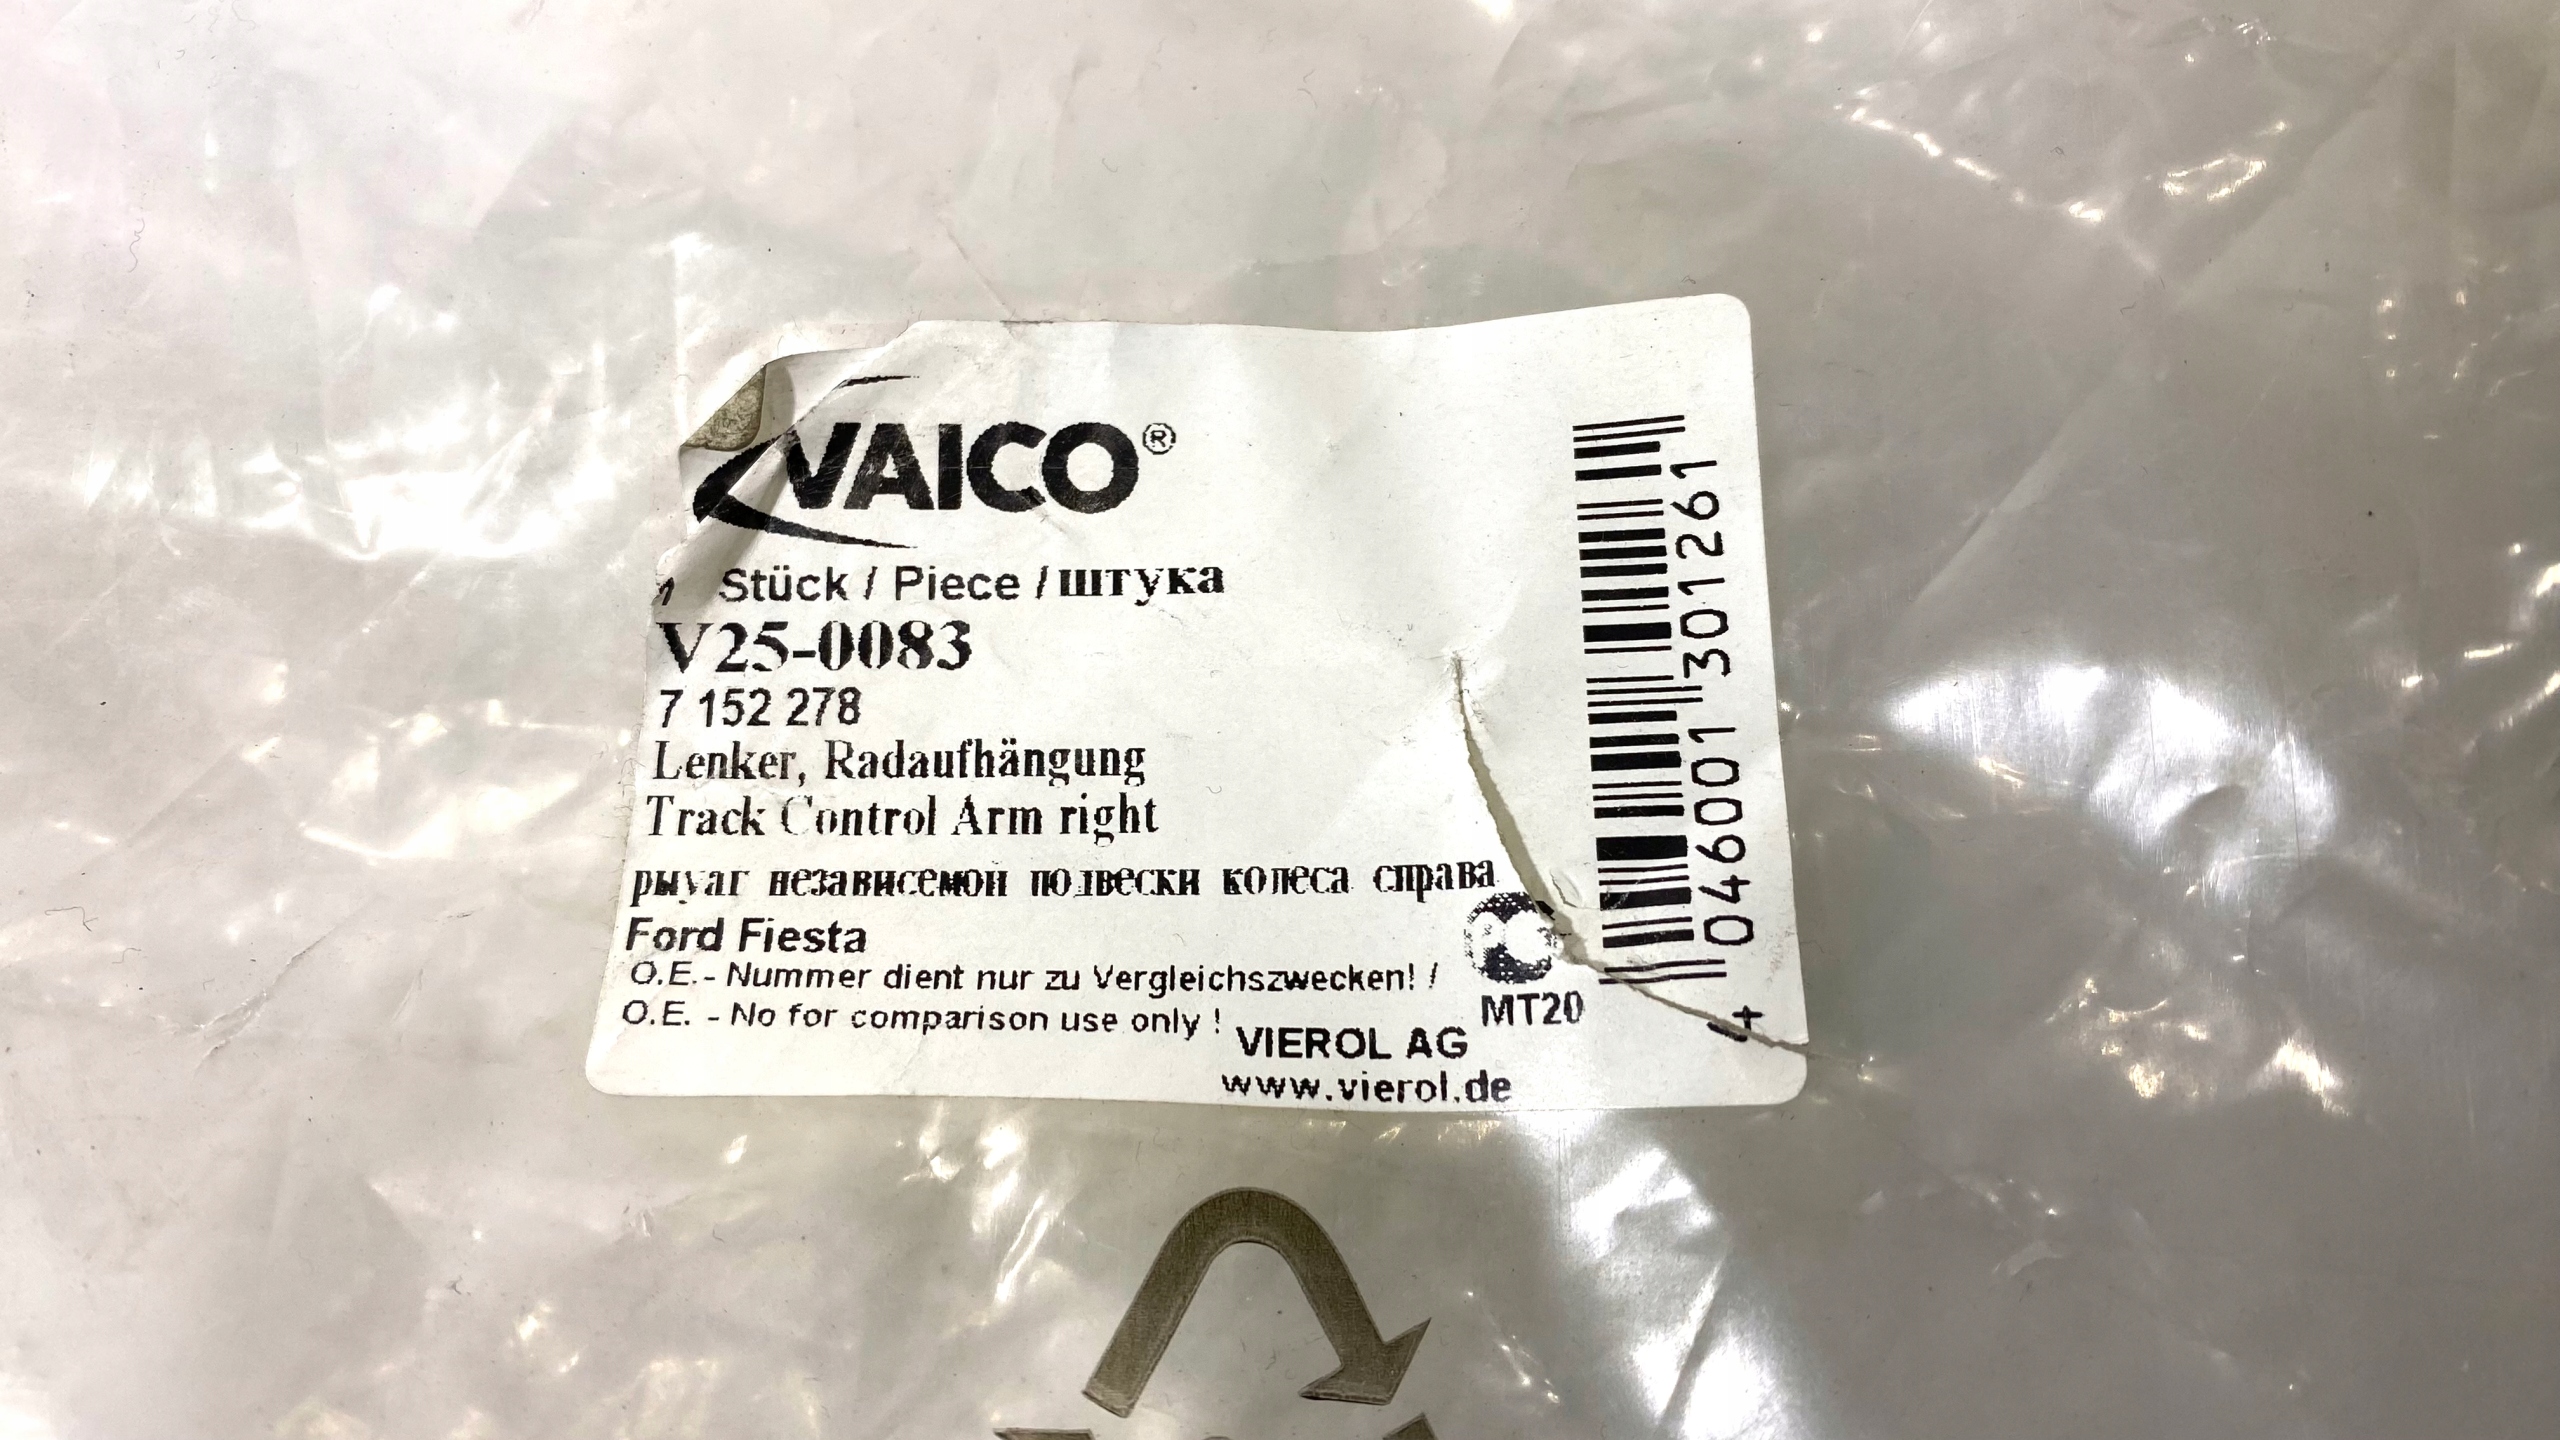 VAICO®
1 Stück / Piece / штука
V25-0083
7 152 278
Lenker, Radaufhängung
Track Control Arm right
рычаг независемой подвески колеса справа
Ford Fiesta
O.E.- Nummer dient nur zu Vergleichszwecken! /
O.E. - No for comparison use only !
MT20
VIEROL AG
www.vierol.de
4 046001 301261